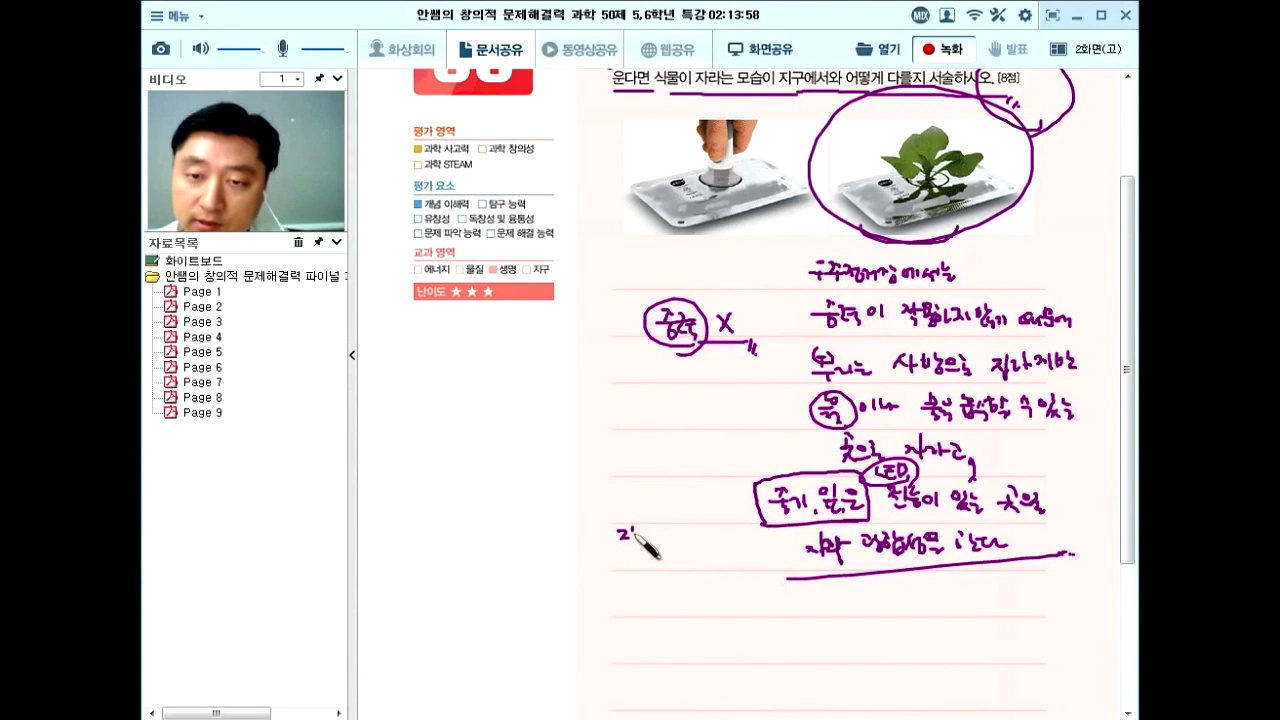 메뉴
안쌤의 창의적 문제해결력 과학 50제 5,6학년 특강 02:13:58
MIX
화상회의
문서공유
동영상공유
웹공유
화면공유
열기
녹화
발표
2화면(고)
비디오
1
자료목록
화이트보드
안쌤의 창의적 문제해결력 파이널
Page 1
Page 2
Page 3
Page 4
Page 5
Page 6
Page 7
Page 8
Page 9
평가 영역
과학 사고력 과학 창의성
과학 STEAM
평가 요소
개념 이해력 탐구 능력
유창성 독창성 및 융통성
문제 파악 능력 문제 해결 능력
교과 영역
에너지 물질 생명 지구
난이도 ★ ★ ★
운다면 식물이 자라는 모습이 지구에서와 어떻게 다를지 서술하시오. [8점]
중력 X
우주정거장에서는
중력이 작용하지 않기 때문에
뿌리는 사방으로 자라지만
흙이나 물을 흡수할 수 있는
곳으로 자라고,
LED
줄기, 잎은 전등이 있는 곳으로
자라 광합성을 한다